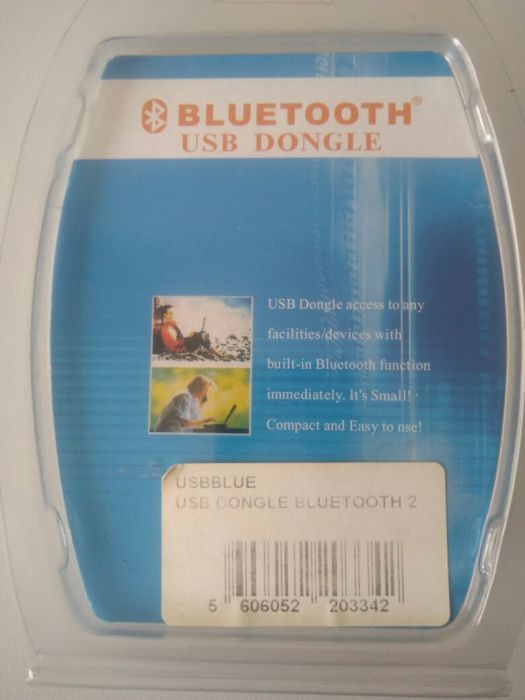 BLUETOOTH®
USB DONGLE
USB Dongle access to any
facilities/devices with
built-in Bluetooth function
immediately. It's Small!
Compact and Easy to nse!
USBBLUE
USB DONGLE BLUETOOTH 2
5 606052 203342